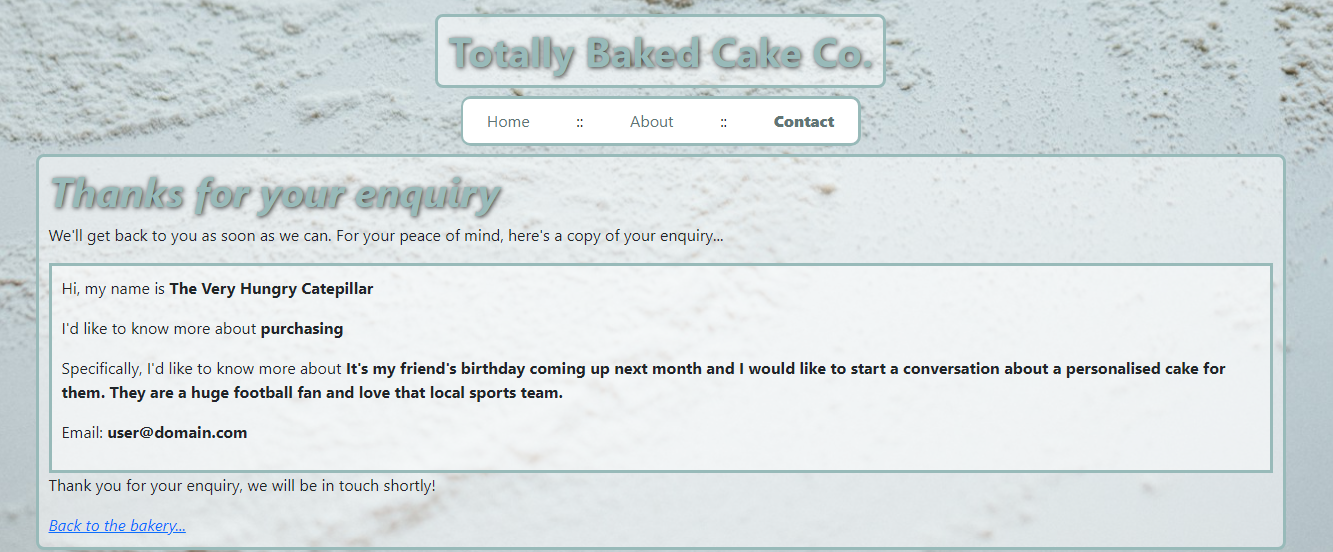 Totally Baked Cake Co.
Home :: About :: Contact
Thanks for your enquiry
We'll get back to you as soon as we can. For your peace of mind, here's a copy of your enquiry...
Hi, my name is The Very Hungry Catepillar
I'd like to know more about purchasing
Specifically, I'd like to know more about It's my friend's birthday coming up next month and I would like to start a conversation about a personalised cake for
them. They are a huge football fan and love that local sports team.
Email: user@domain.com
Thank you for your enquiry, we will be in touch shortly!
Back to the bakery...